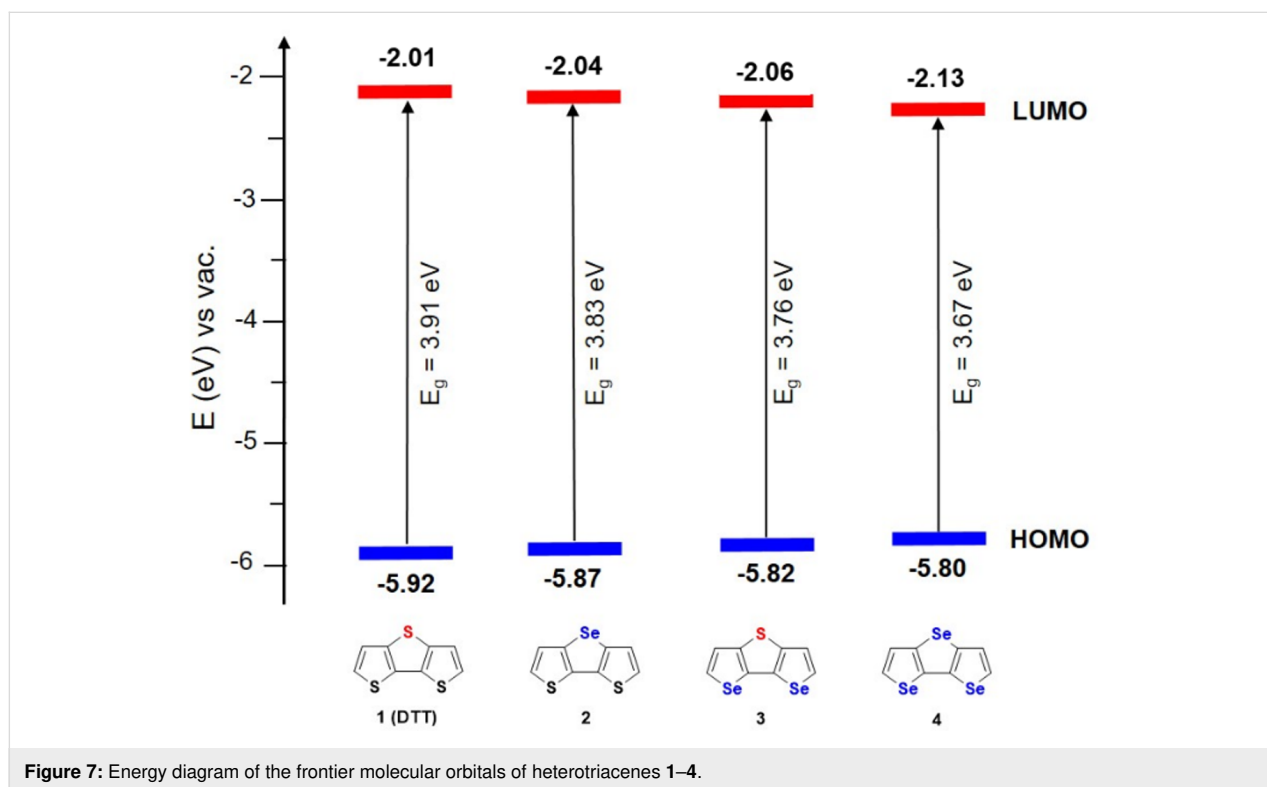 -2.01
-2.04
-2.06
-2.13
-2
LUMO
-3
E (eV) vs vac.
-4
Eg = 3.91 eV
Eg = 3.83 eV
Eg = 3.76 eV
Eg = 3.67 eV
-5
HOMO
-6
-5.92
-5.87
-5.82
-5.80
S
Se
S
Se
S S
S S
Se Se
Se Se
1 (DTT)
2
3
4
Figure 7: Energy diagram of the frontier molecular orbitals of heterotriacenes 1–4.